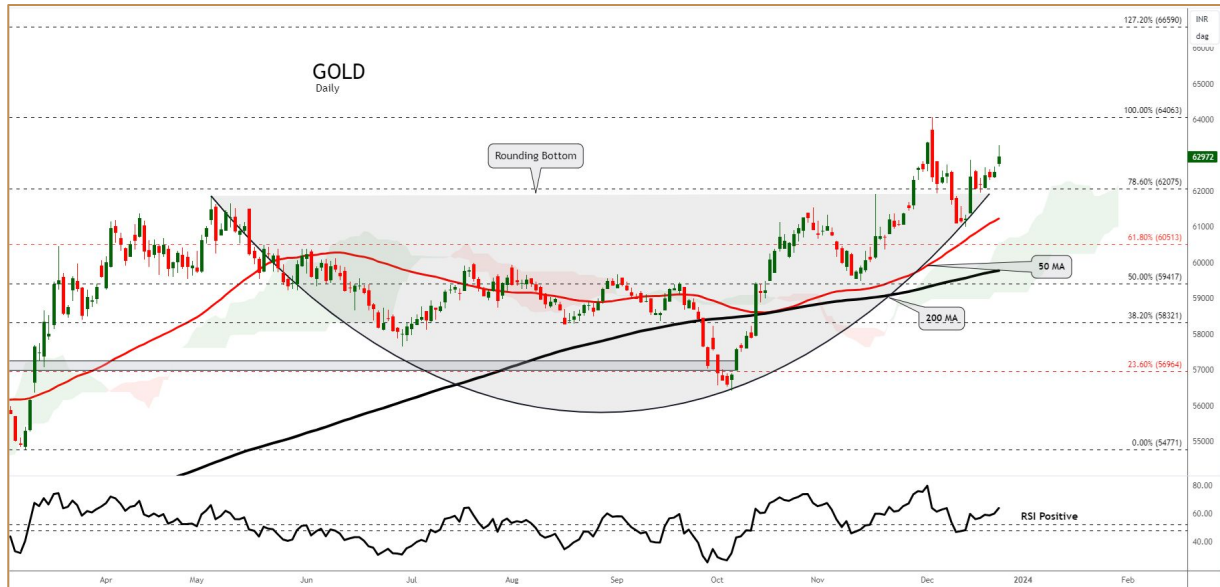 127.20% (66590)
INR
dag
66000
GOLD
Daily
65000
100.00% (64063)
64000
Rounding Bottom
62972
78.60% (62075)
62000
61000
61.80% (60513)
60000
50 MA
50.00% (59417)
59000
200 MA
38.20% (58321)
58000
23.60% (56964)
57000
56000
0.00% (54771)
55000
80.00
RSI Positive
60.00
40.00
Apr May Jun Jul Aug Sep Oct Nov Dec 2024 Feb